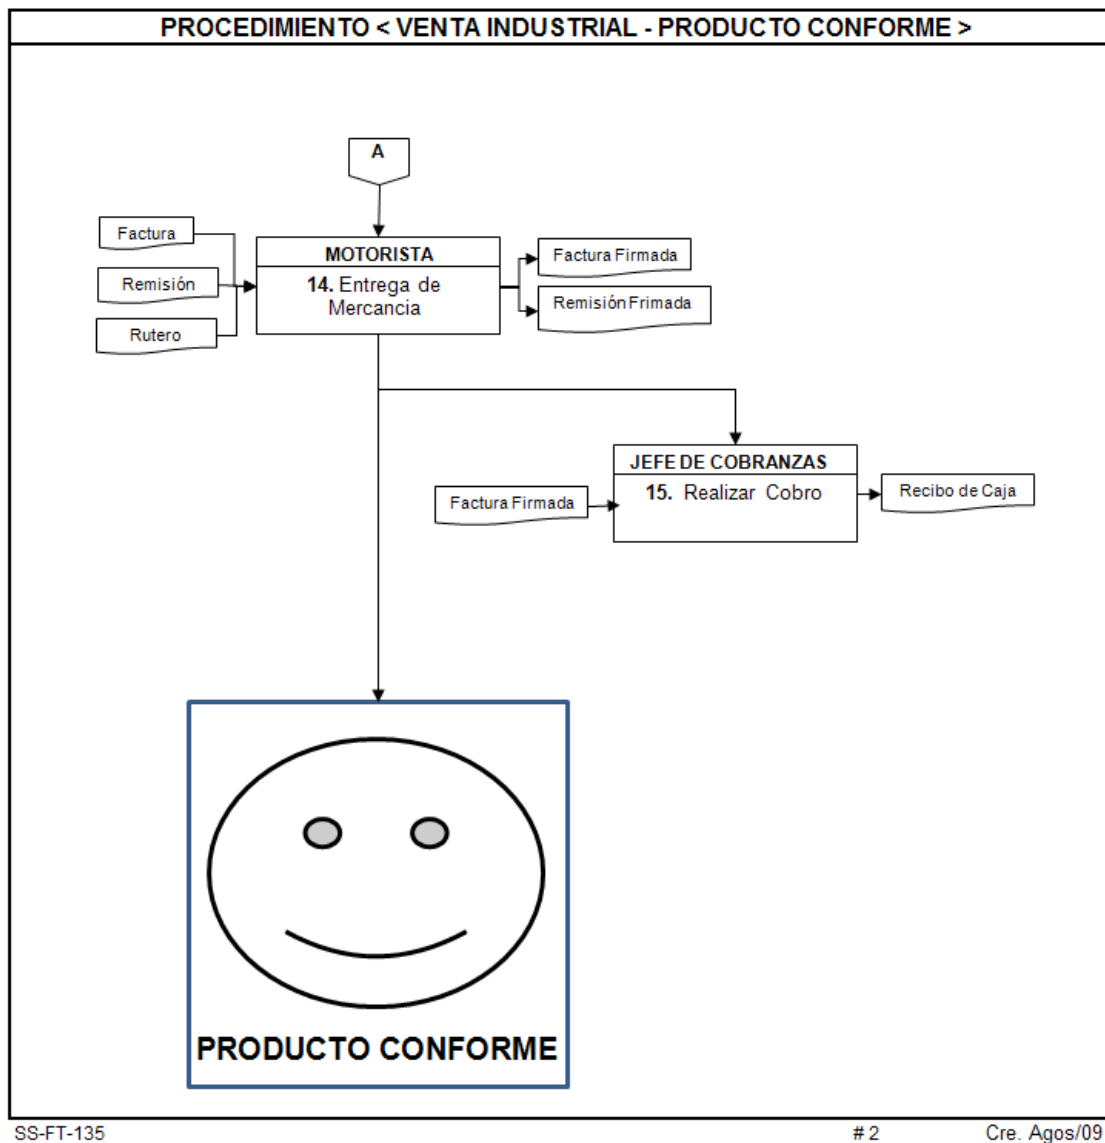 PROCEDIMIENTO < VENTA INDUSTRIAL - PRODUCTO CONFORME >
A
Factura
Remisión
Rutero
MOTORISTA
14. Entrega de
Mercancia
Factura Firmada
Remisión Frimada
JEFE DE COBRANZAS
15. Realizar Cobro
Factura Firmada
Recibo de Caja
PRODUCTO CONFORME
SS-FT-135
# 2
Cre. Agos/09